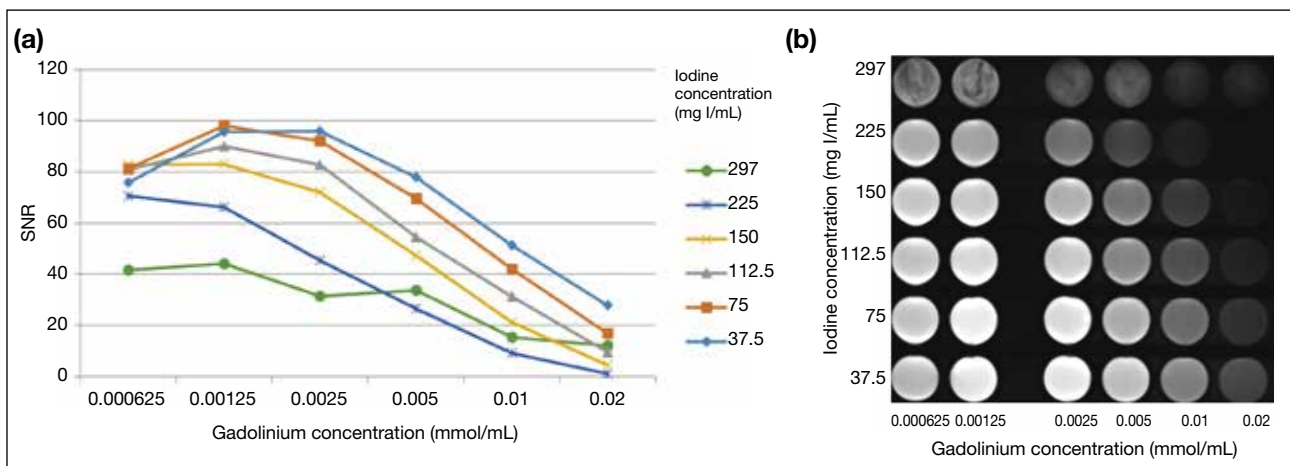 (a)
120
100
80
60
40
20
0
SNR
0.000625 0.00125 0.0025 0.005 0.01 0.02
Gadolinium concentration (mmol/mL)
Iodine
concentration
(mg I/mL)
297
225
150
112.5
75
37.5
(b)
297
225
150
112.5
75
37.5
Iodine concentration (mg I/mL)
0.000625 0.00125 0.0025 0.005 0.01 0.02
Gadolinium concentration (mmol/mL)